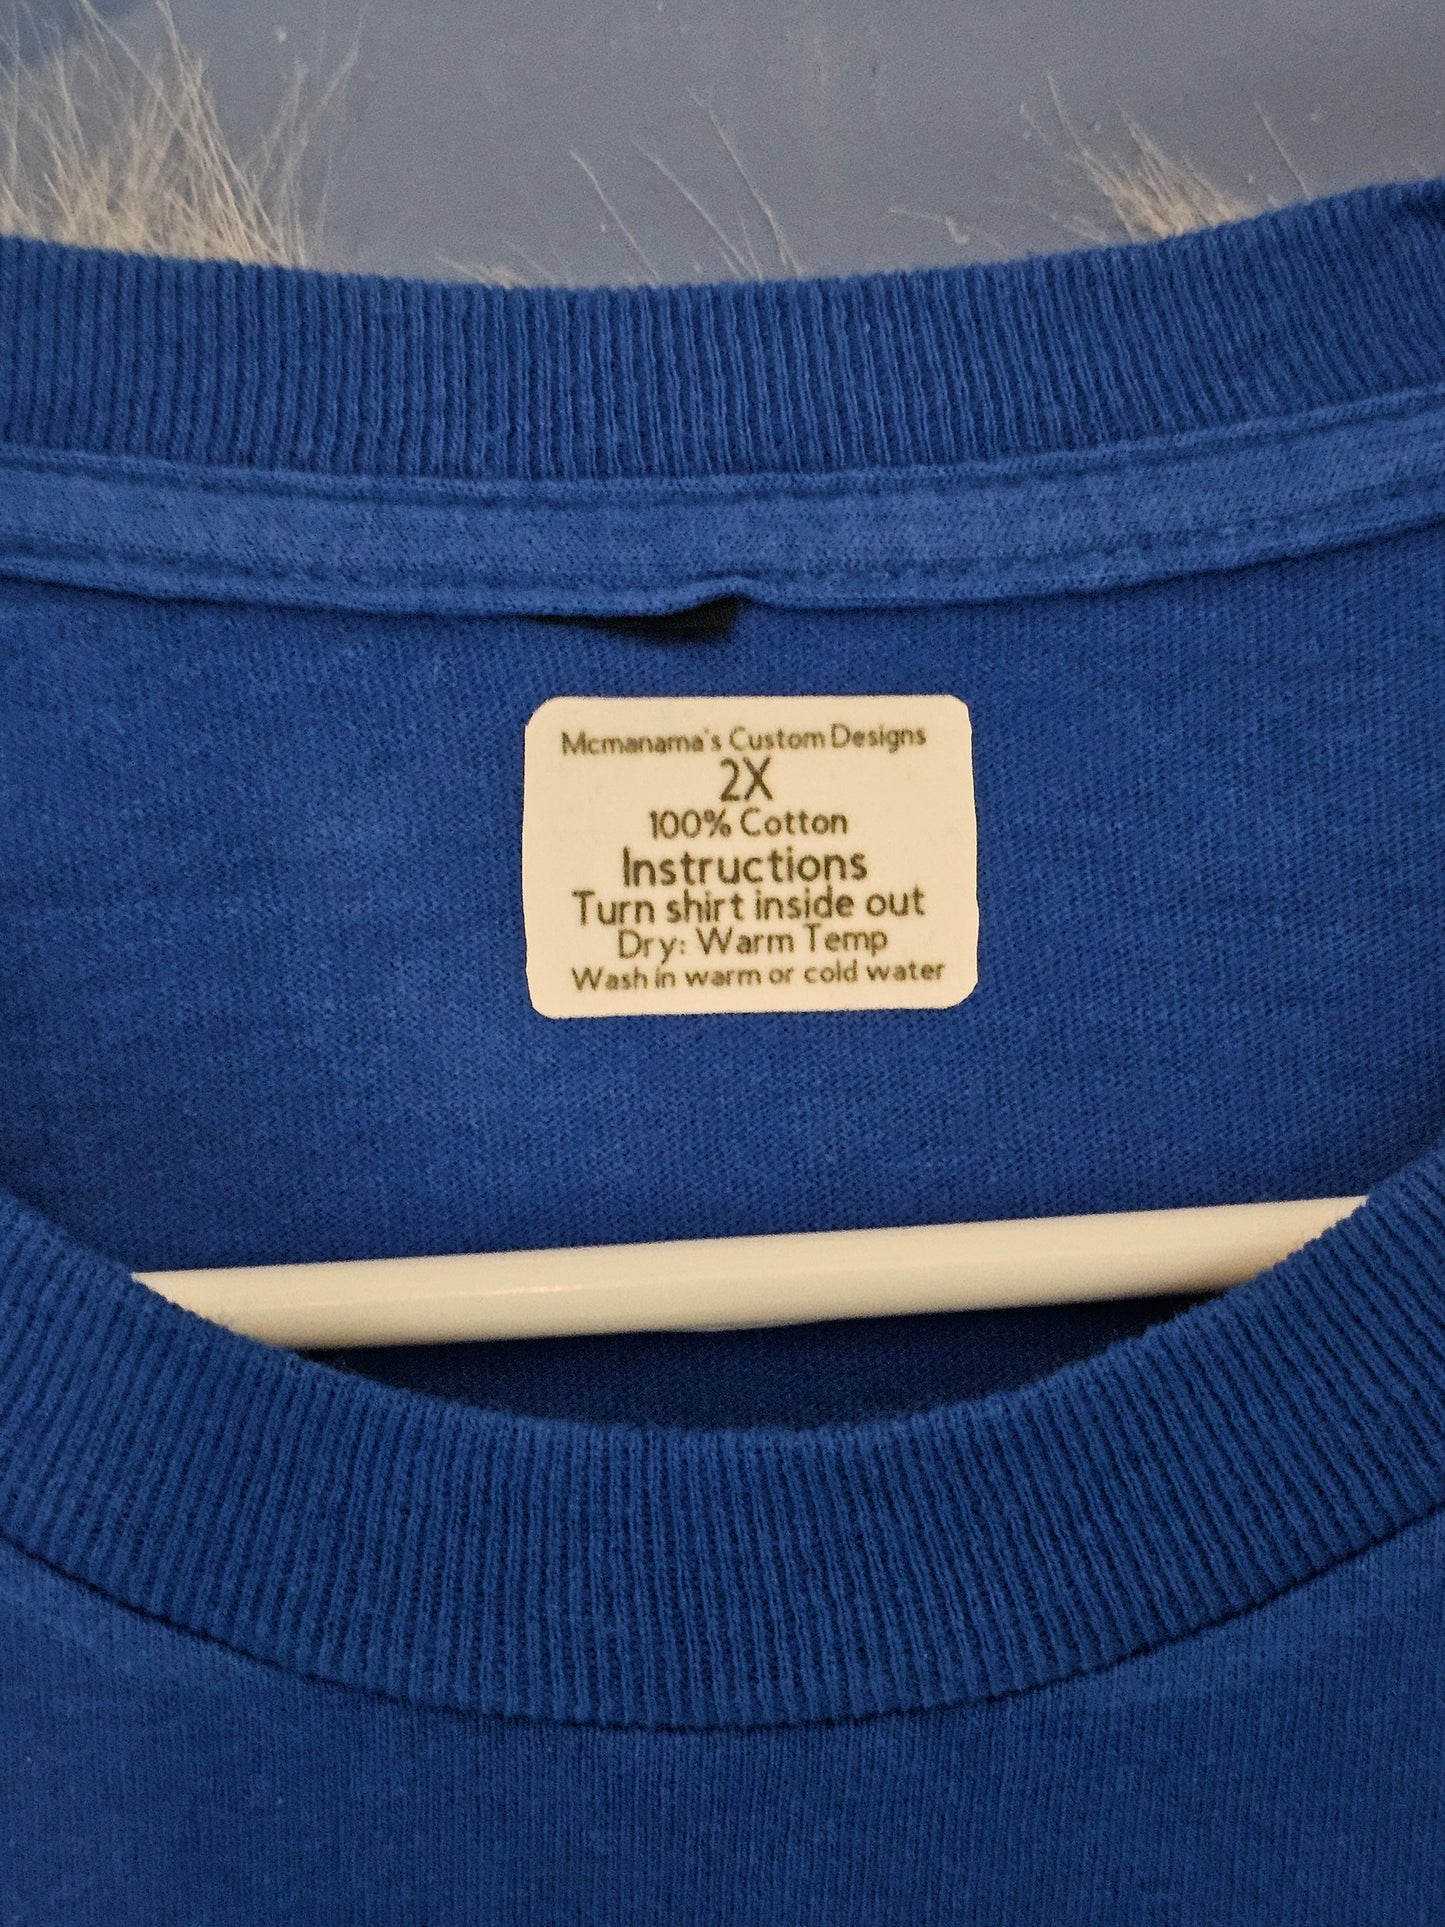 Mcmanama's Custom Designs
2X
100% Cotton
Instructions
Turn shirt inside out
Dry: Warm Temp
Wash in warm or cold water